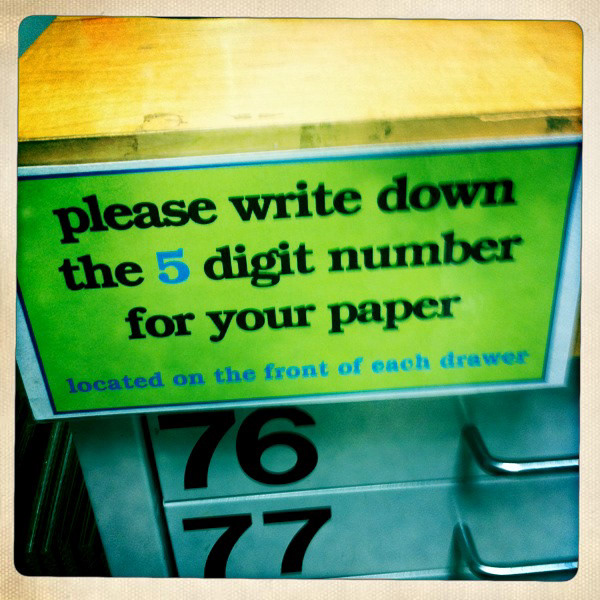 please write down
the 5 digit number
for your paper
located on the front of each drawer
76
77